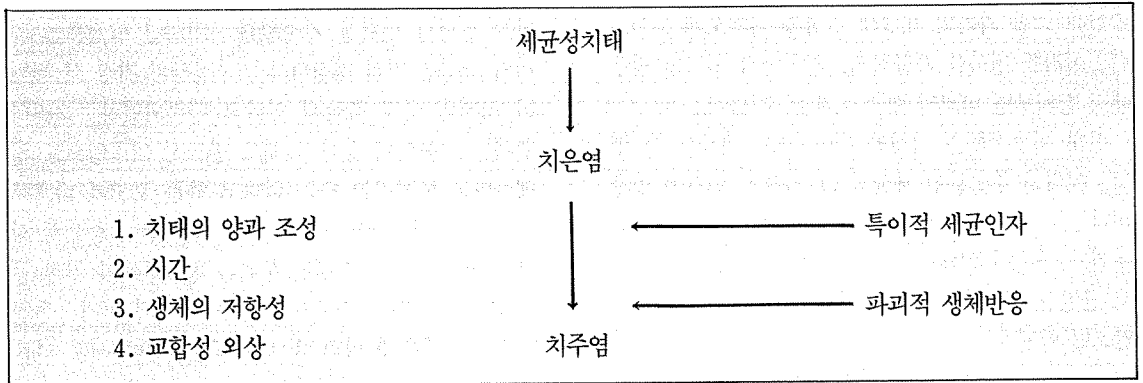 세균성치태
치은염
1. 치태의 양과 조성 특이적 세균인자
2. 시간
3. 생체의 저항성 파괴적 생체반응
4. 교합성 외상 치주염